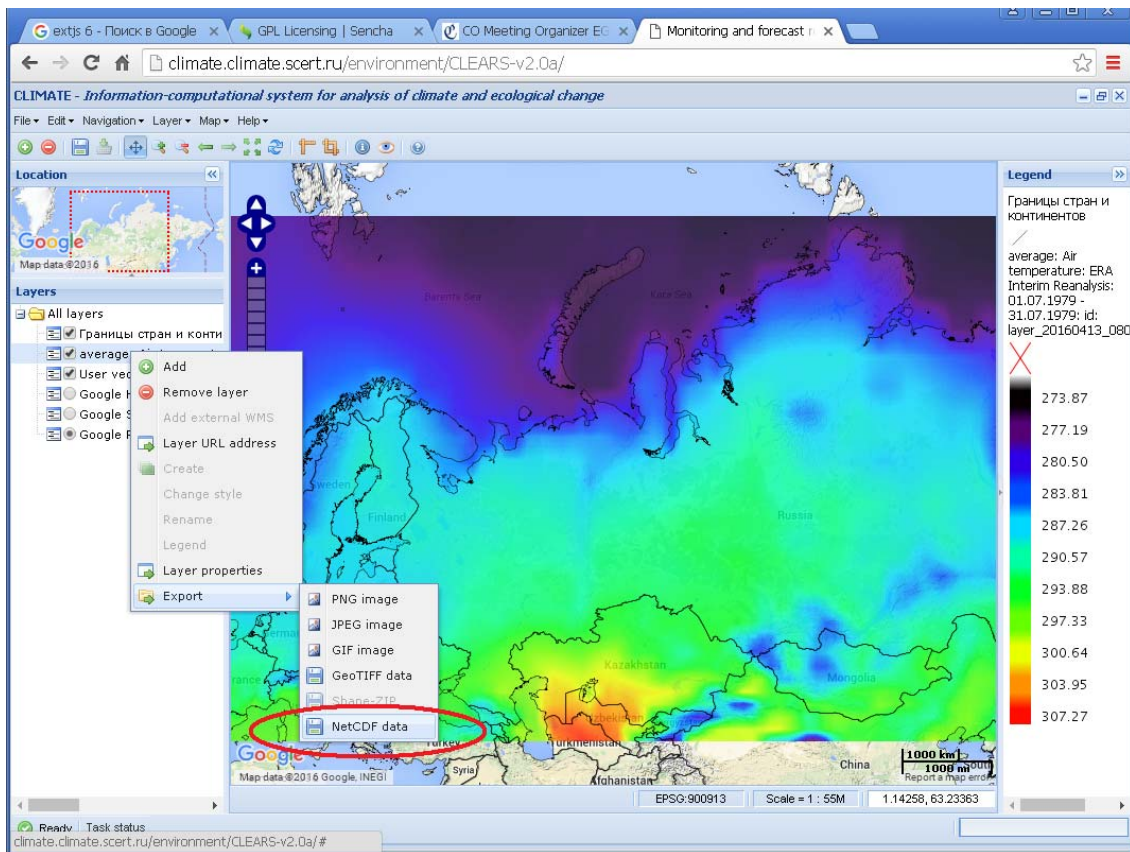 extjs 6 - Поиск в Google
GPL Licensing | Sencha
CO Meeting Organizer EG
Monitoring and forecast r
climate.climate.scert.ru/environment/CLEARS-v2.0a/
CLIMATE - Information-computational system for analysis of climate and ecological change
File Edit Navigation Layer Map Help
Location
Google
Map data ©2016
Layers
All layers
Границы стран и конти
average
User vec
Google
Google S
Google P
Add
Remove layer
Add external WMS
Layer URL address
Create
Change style
Rename
Legend
Layer properties
Export
PNG image
JPEG image
GIF image
GeoTIFF data
Shape-ZIP
NetCDF data
Barents Sea
Kara Sea
Sweden
Finland
Russia
Kazakhstan
Mongolia
Uzbekistan
Turkey
Turkmenistan
Syria
Afghanistan
China
Google
Map data ©2016 Google, INEGI
1000 km
1000 mi
Report a map error
EPSG:900913
Scale = 1 : 55M
1.14258, 63.23363
Legend
Границы стран и
континентов
average: Air
temperature: ERA
Interim Reanalysis:
01.07.1979 -
31.07.1979: id:
layer_20160413_080
273.87
277.19
280.50
283.81
287.26
290.57
293.88
297.33
300.64
303.95
307.27
Ready
Task status
climate.climate.scert.ru/environment/CLEARS-v2.0a/#